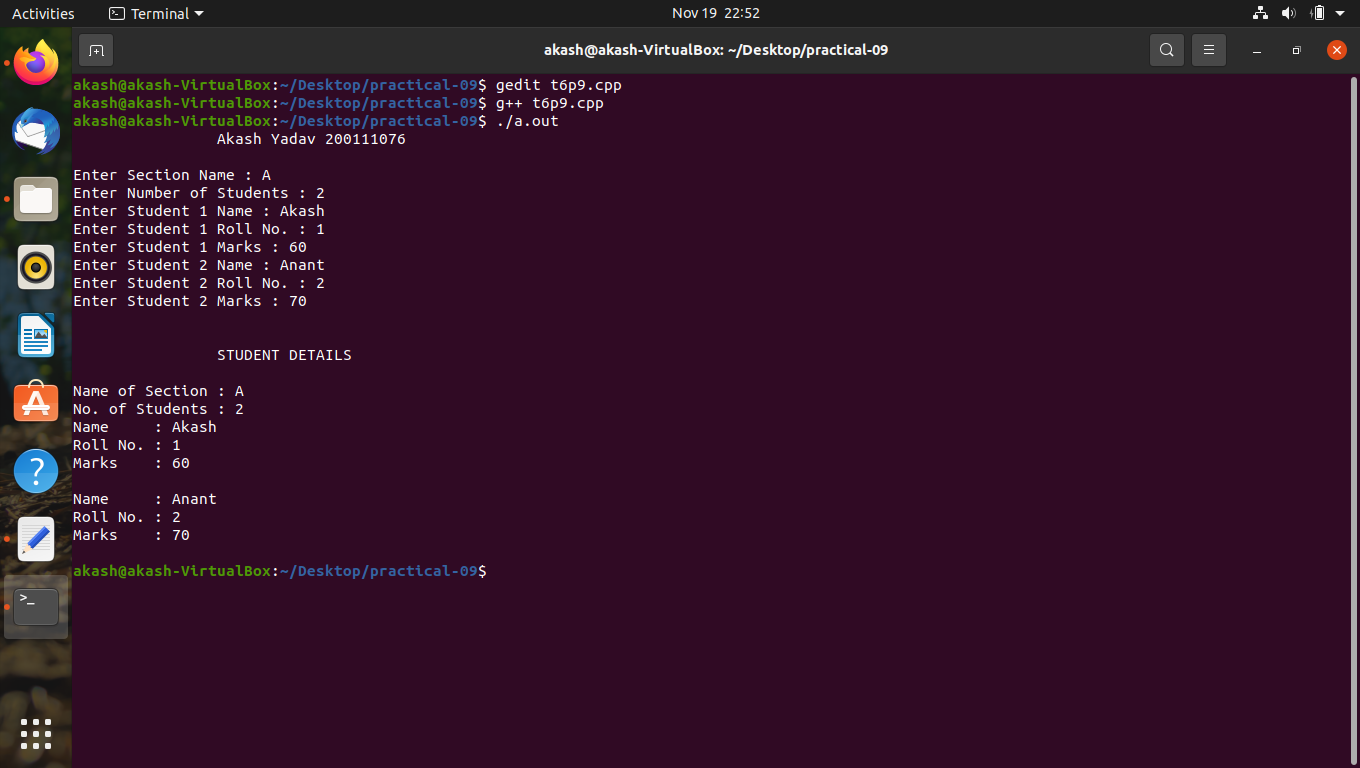 Activities Terminal Nov 19 22:52
akash@akash-VirtualBox: ~/Desktop/practical-09
akash@akash-VirtualBox:~/Desktop/practical-09$ gedit t6p9.cpp
akash@akash-VirtualBox:~/Desktop/practical-09$ g++ t6p9.cpp
akash@akash-VirtualBox:~/Desktop/practical-09$ ./a.out
                Akash Yadav 200111076

Enter Section Name : A
Enter Number of Students : 2
Enter Student 1 Name : Akash
Enter Student 1 Roll No. : 1
Enter Student 1 Marks : 60
Enter Student 2 Name : Anant
Enter Student 2 Roll No. : 2
Enter Student 2 Marks : 70


                STUDENT DETAILS

Name of Section : A
No. of Students : 2
Name     : Akash
Roll No. : 1
Marks    : 60

Name     : Anant
Roll No. : 2
Marks    : 70

akash@akash-VirtualBox:~/Desktop/practical-09$